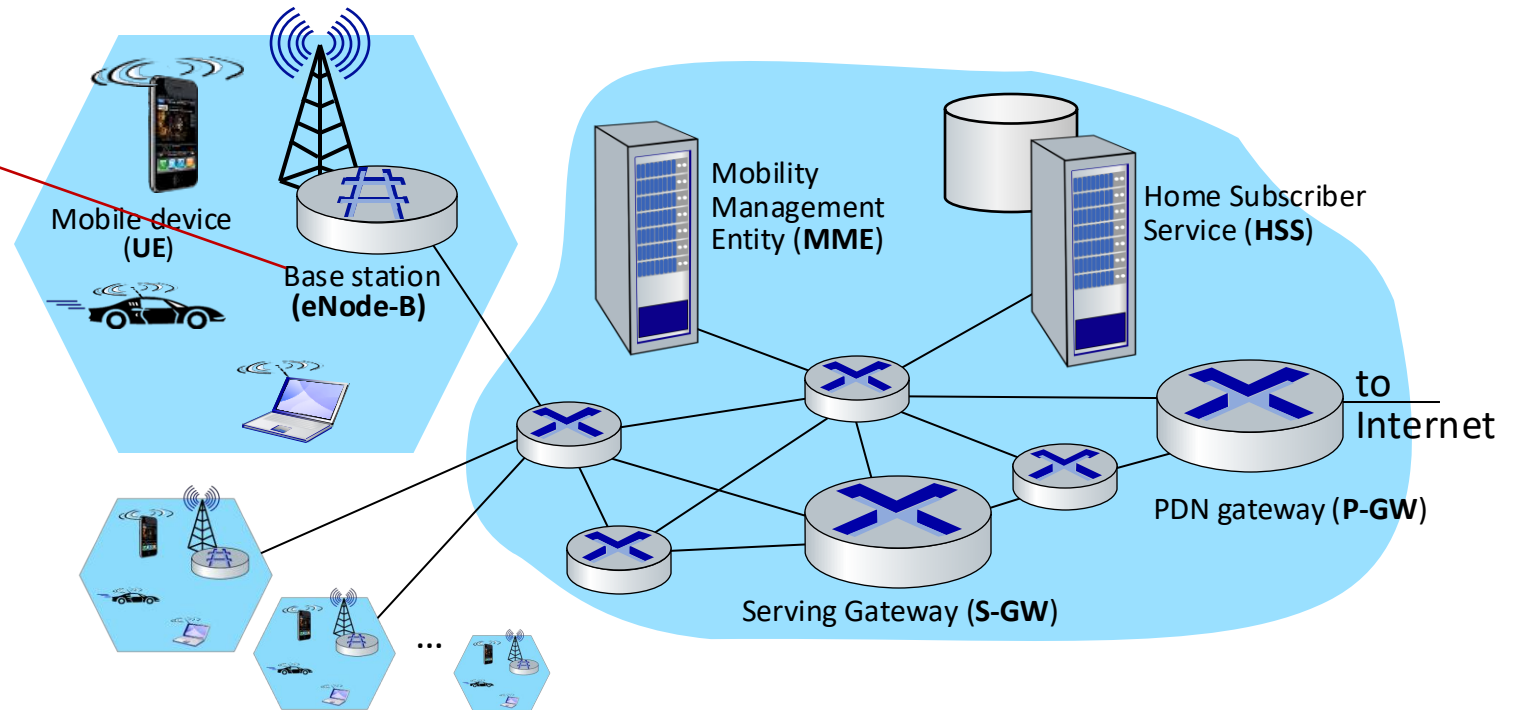 Mobile device
(UE)
Base station
(eNode-B)
Mobility
Management
Entity (MME)
Home Subscriber
Service (HSS)
to
Internet
PDN gateway (P-GW)
Serving Gateway (S-GW)
...